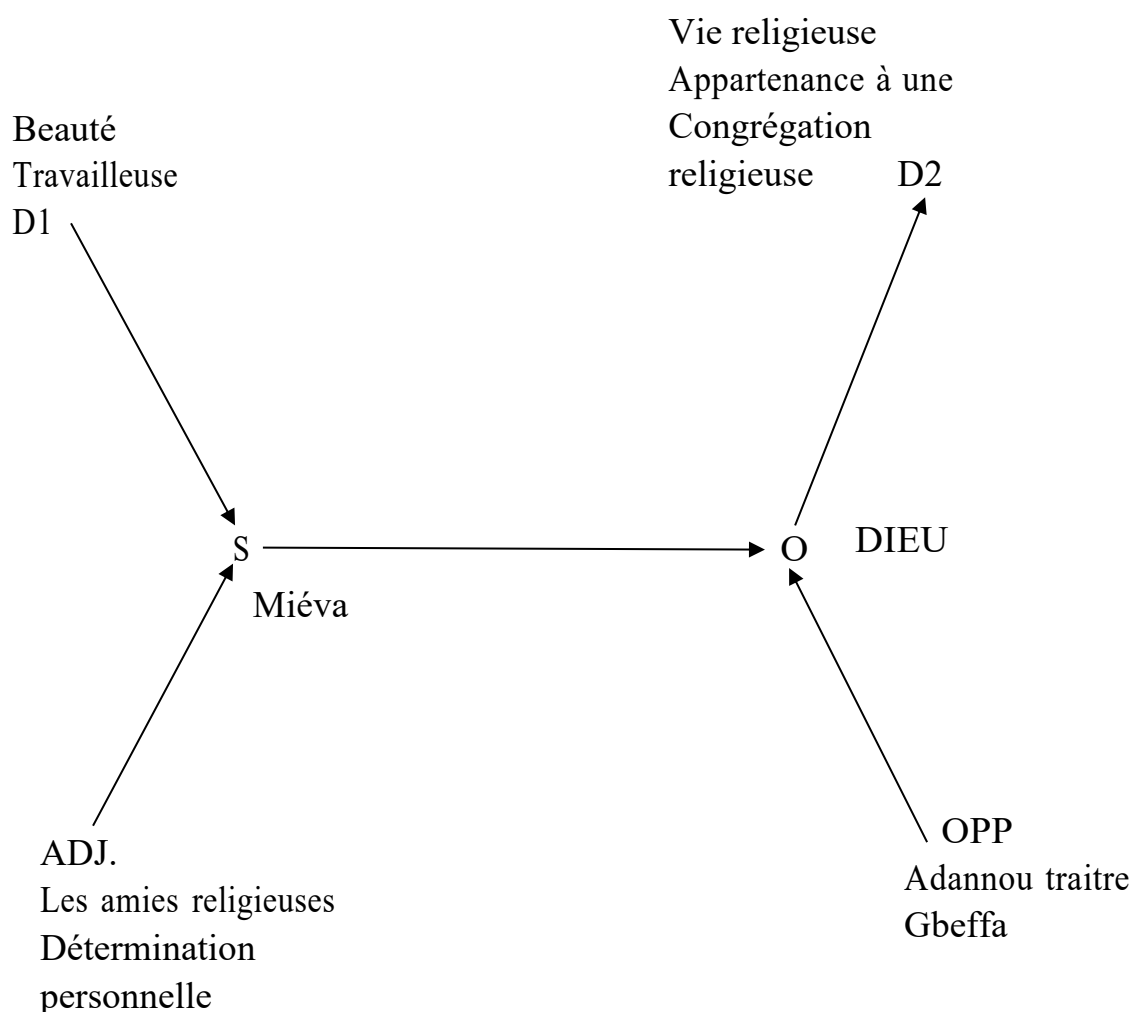 Vie religieuse
Appartenance à une
Congrégation
religieuse D2
Beauté
Travailleuse
D1
S
Miéva
O DIEU
ADJ.
Les amies religieuses
Détermination
personnelle
OPP
Adannou traitre
Gbeffa